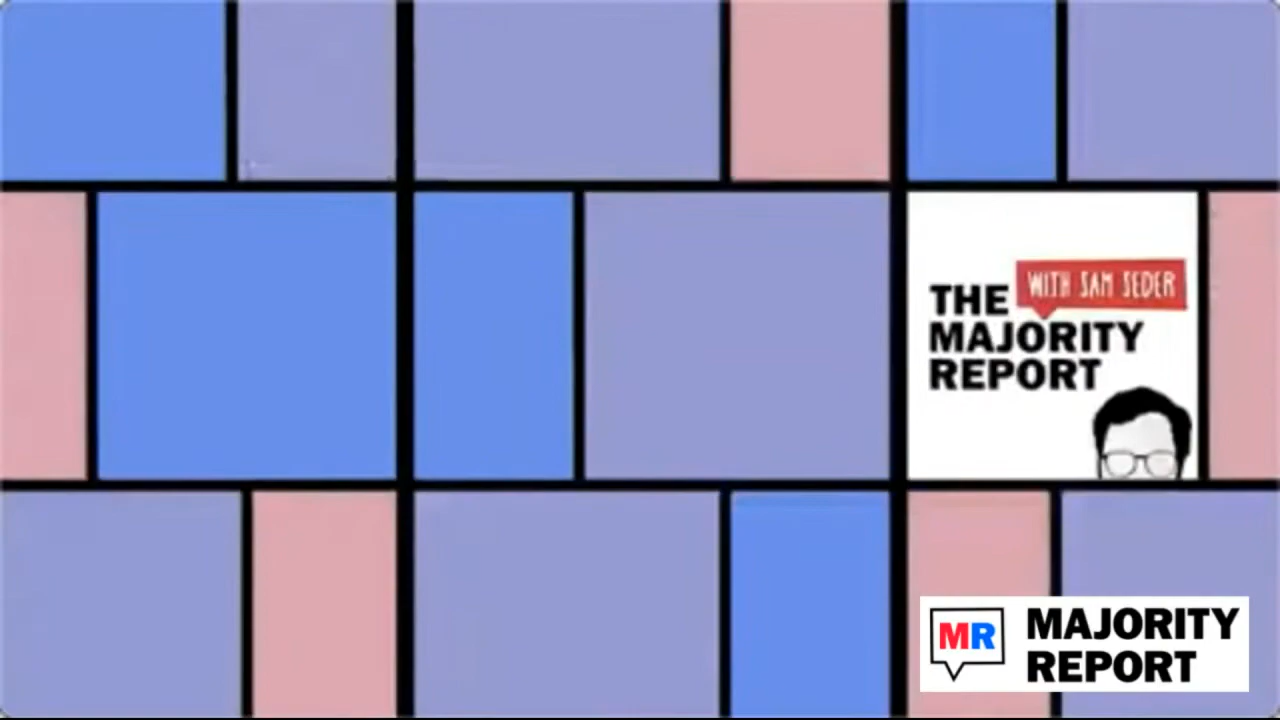 WITH SAM SEDER
THE
MAJORITY
REPORT
MR
MAJORITY
REPORT